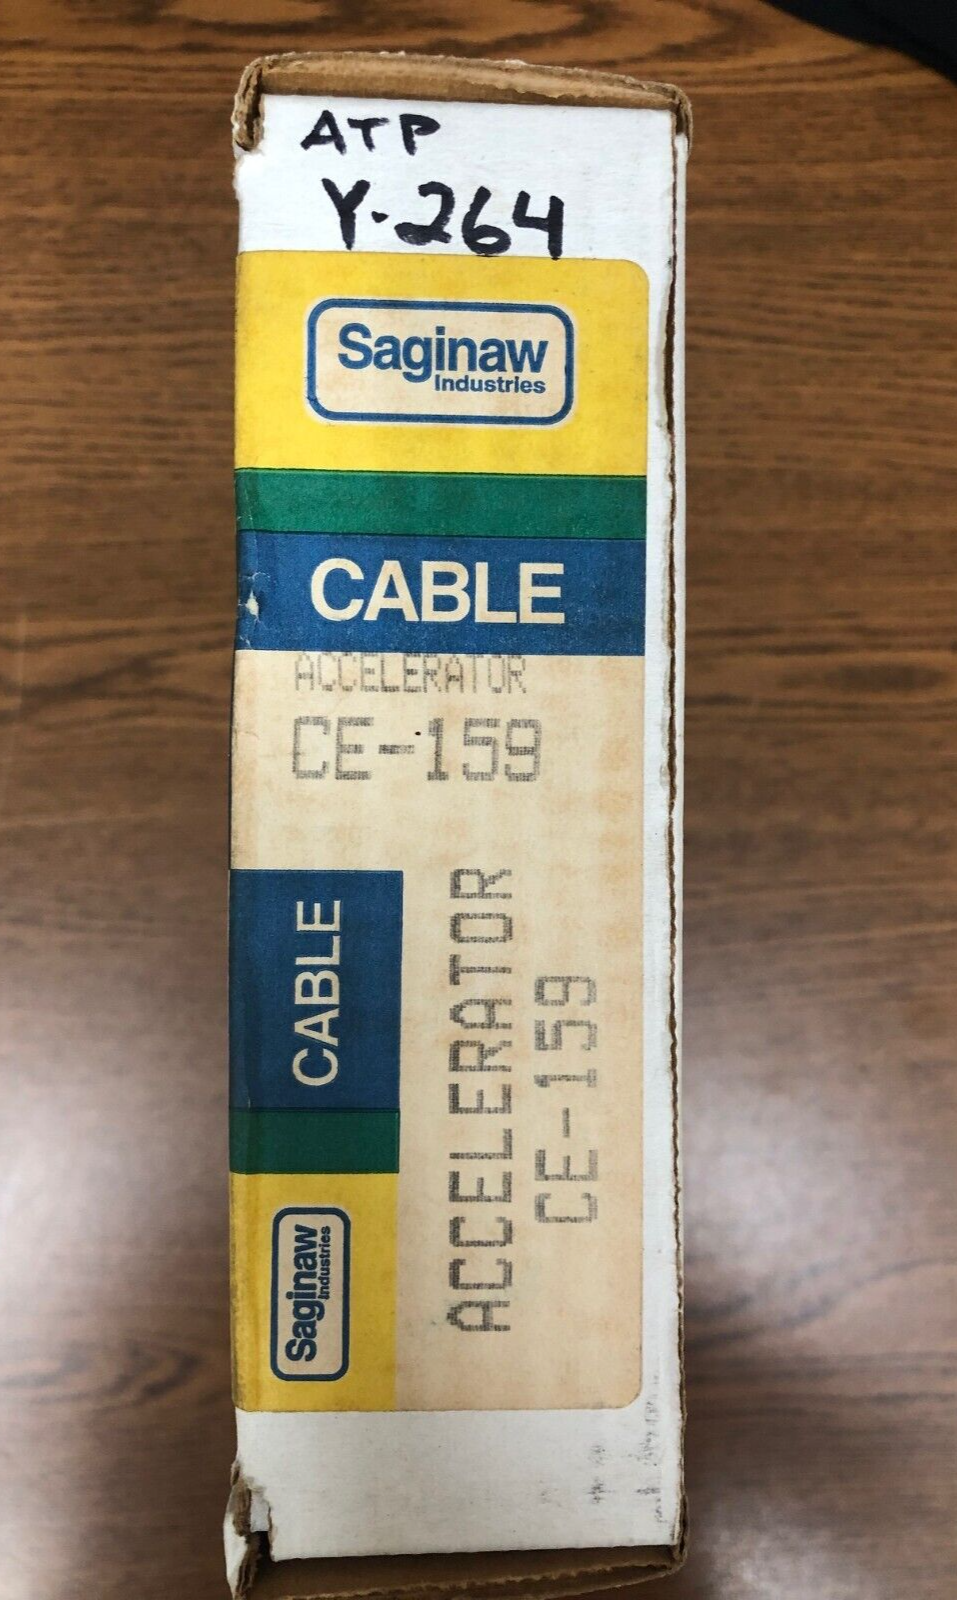 ATP
Y-264
Saginaw
Industries
CABLE
ACCELERATOR
CE-159
CABLE
Saginaw
Industries
ACCELERATOR
CE-159